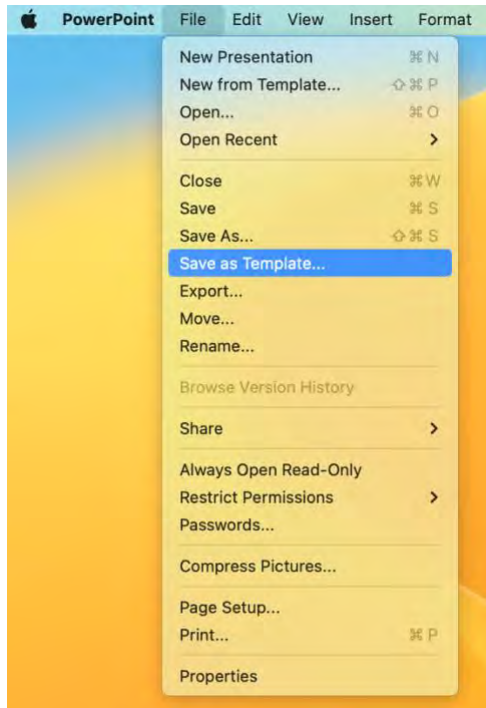 PowerPoint File Edit View Insert Format
New Presentation ⌘ N
New from Template... ⇧ ⌘ P
Open... ⌘ O
Open Recent >
Close ⌘ W
Save ⌘ S
Save As... ⇧ ⌘ S
Save as Template...
Export...
Move...
Rename...
Browse Version History
Share >
Always Open Read-Only
Restrict Permissions >
Passwords...
Compress Pictures...
Page Setup...
Print... ⌘ P
Properties